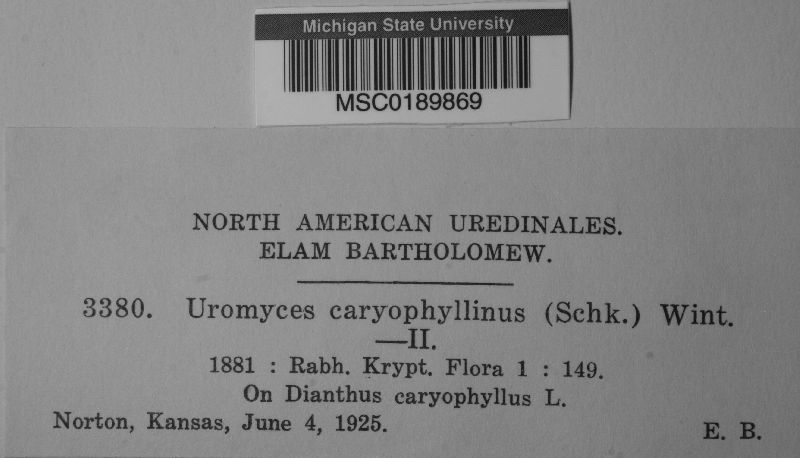 Michigan State University
MSC0189869
NORTH AMERICAN UREDINALES.
ELAM BARTHOLOMEW.
3380. Uromyces caryophyllinus (Schk.) Wint.
—II.
1881 : Rabh. Krypt. Flora 1 : 149.
On Dianthus caryophyllus L.
Norton, Kansas, June 4, 1925.
E. B.